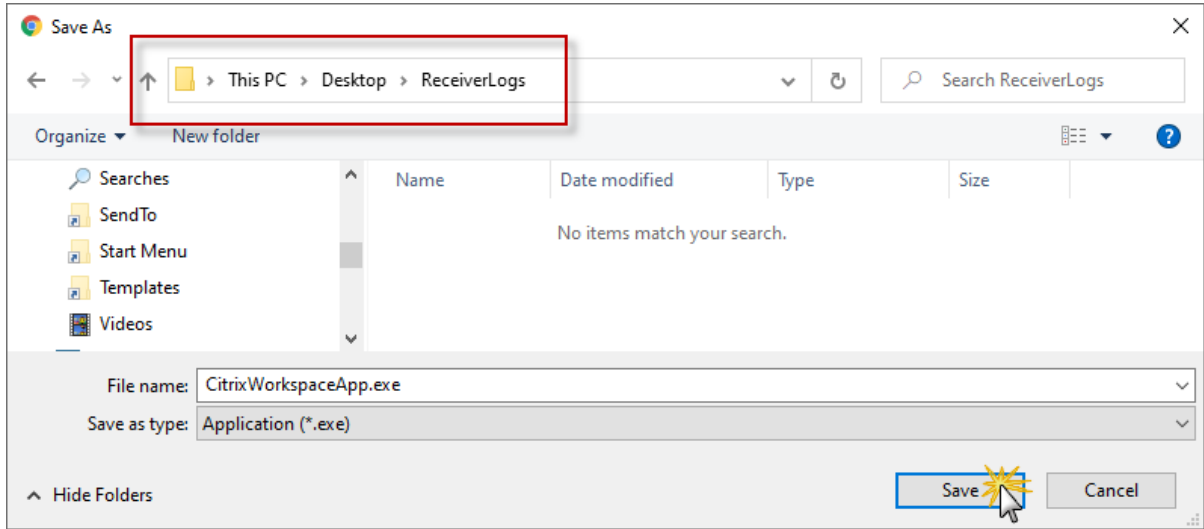 Save As
This PC > Desktop > ReceiverLogs
Search ReceiverLogs
Organize New folder
Searches
SendTo
Start Menu
Templates
Videos
Name Date modified Type Size
No items match your search.
File name: CitrixWorkspaceApp.exe
Save as type: Application (*.exe)
Hide Folders
Save Cancel